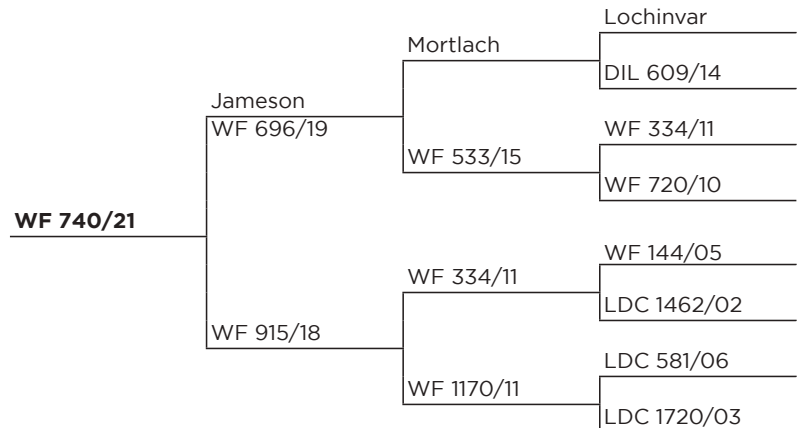 Lochinvar
Mortlach
DIL 609/14
Jameson
WF 696/19
WF 334/11
WF 533/15
WF 720/10
WF 740/21
WF 144/05
WF 334/11
LDC 1462/02
WF 915/18
LDC 581/06
WF 1170/11
LDC 1720/03